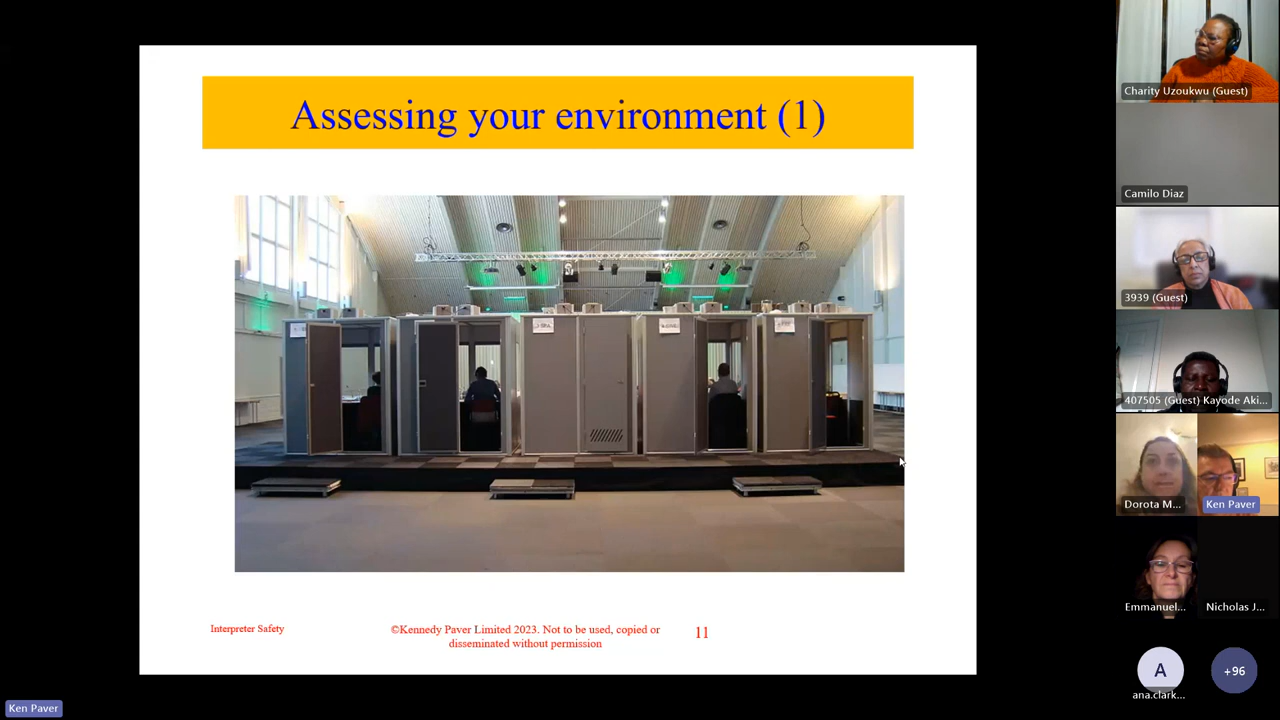 Assessing your environment (1)
Interpreter Safety
©Kennedy Paver Limited 2023. Not to be used, copied or
disseminated without permission
11
Charity Uzoukwu (Guest)
Camilo Diaz
3939 (Guest)
407505 (Guest) Kayode Aki...
Dorota M...
Ken Paver
Emmanuel...
Nicholas J...
A
ana.clark...
+96
Ken Paver